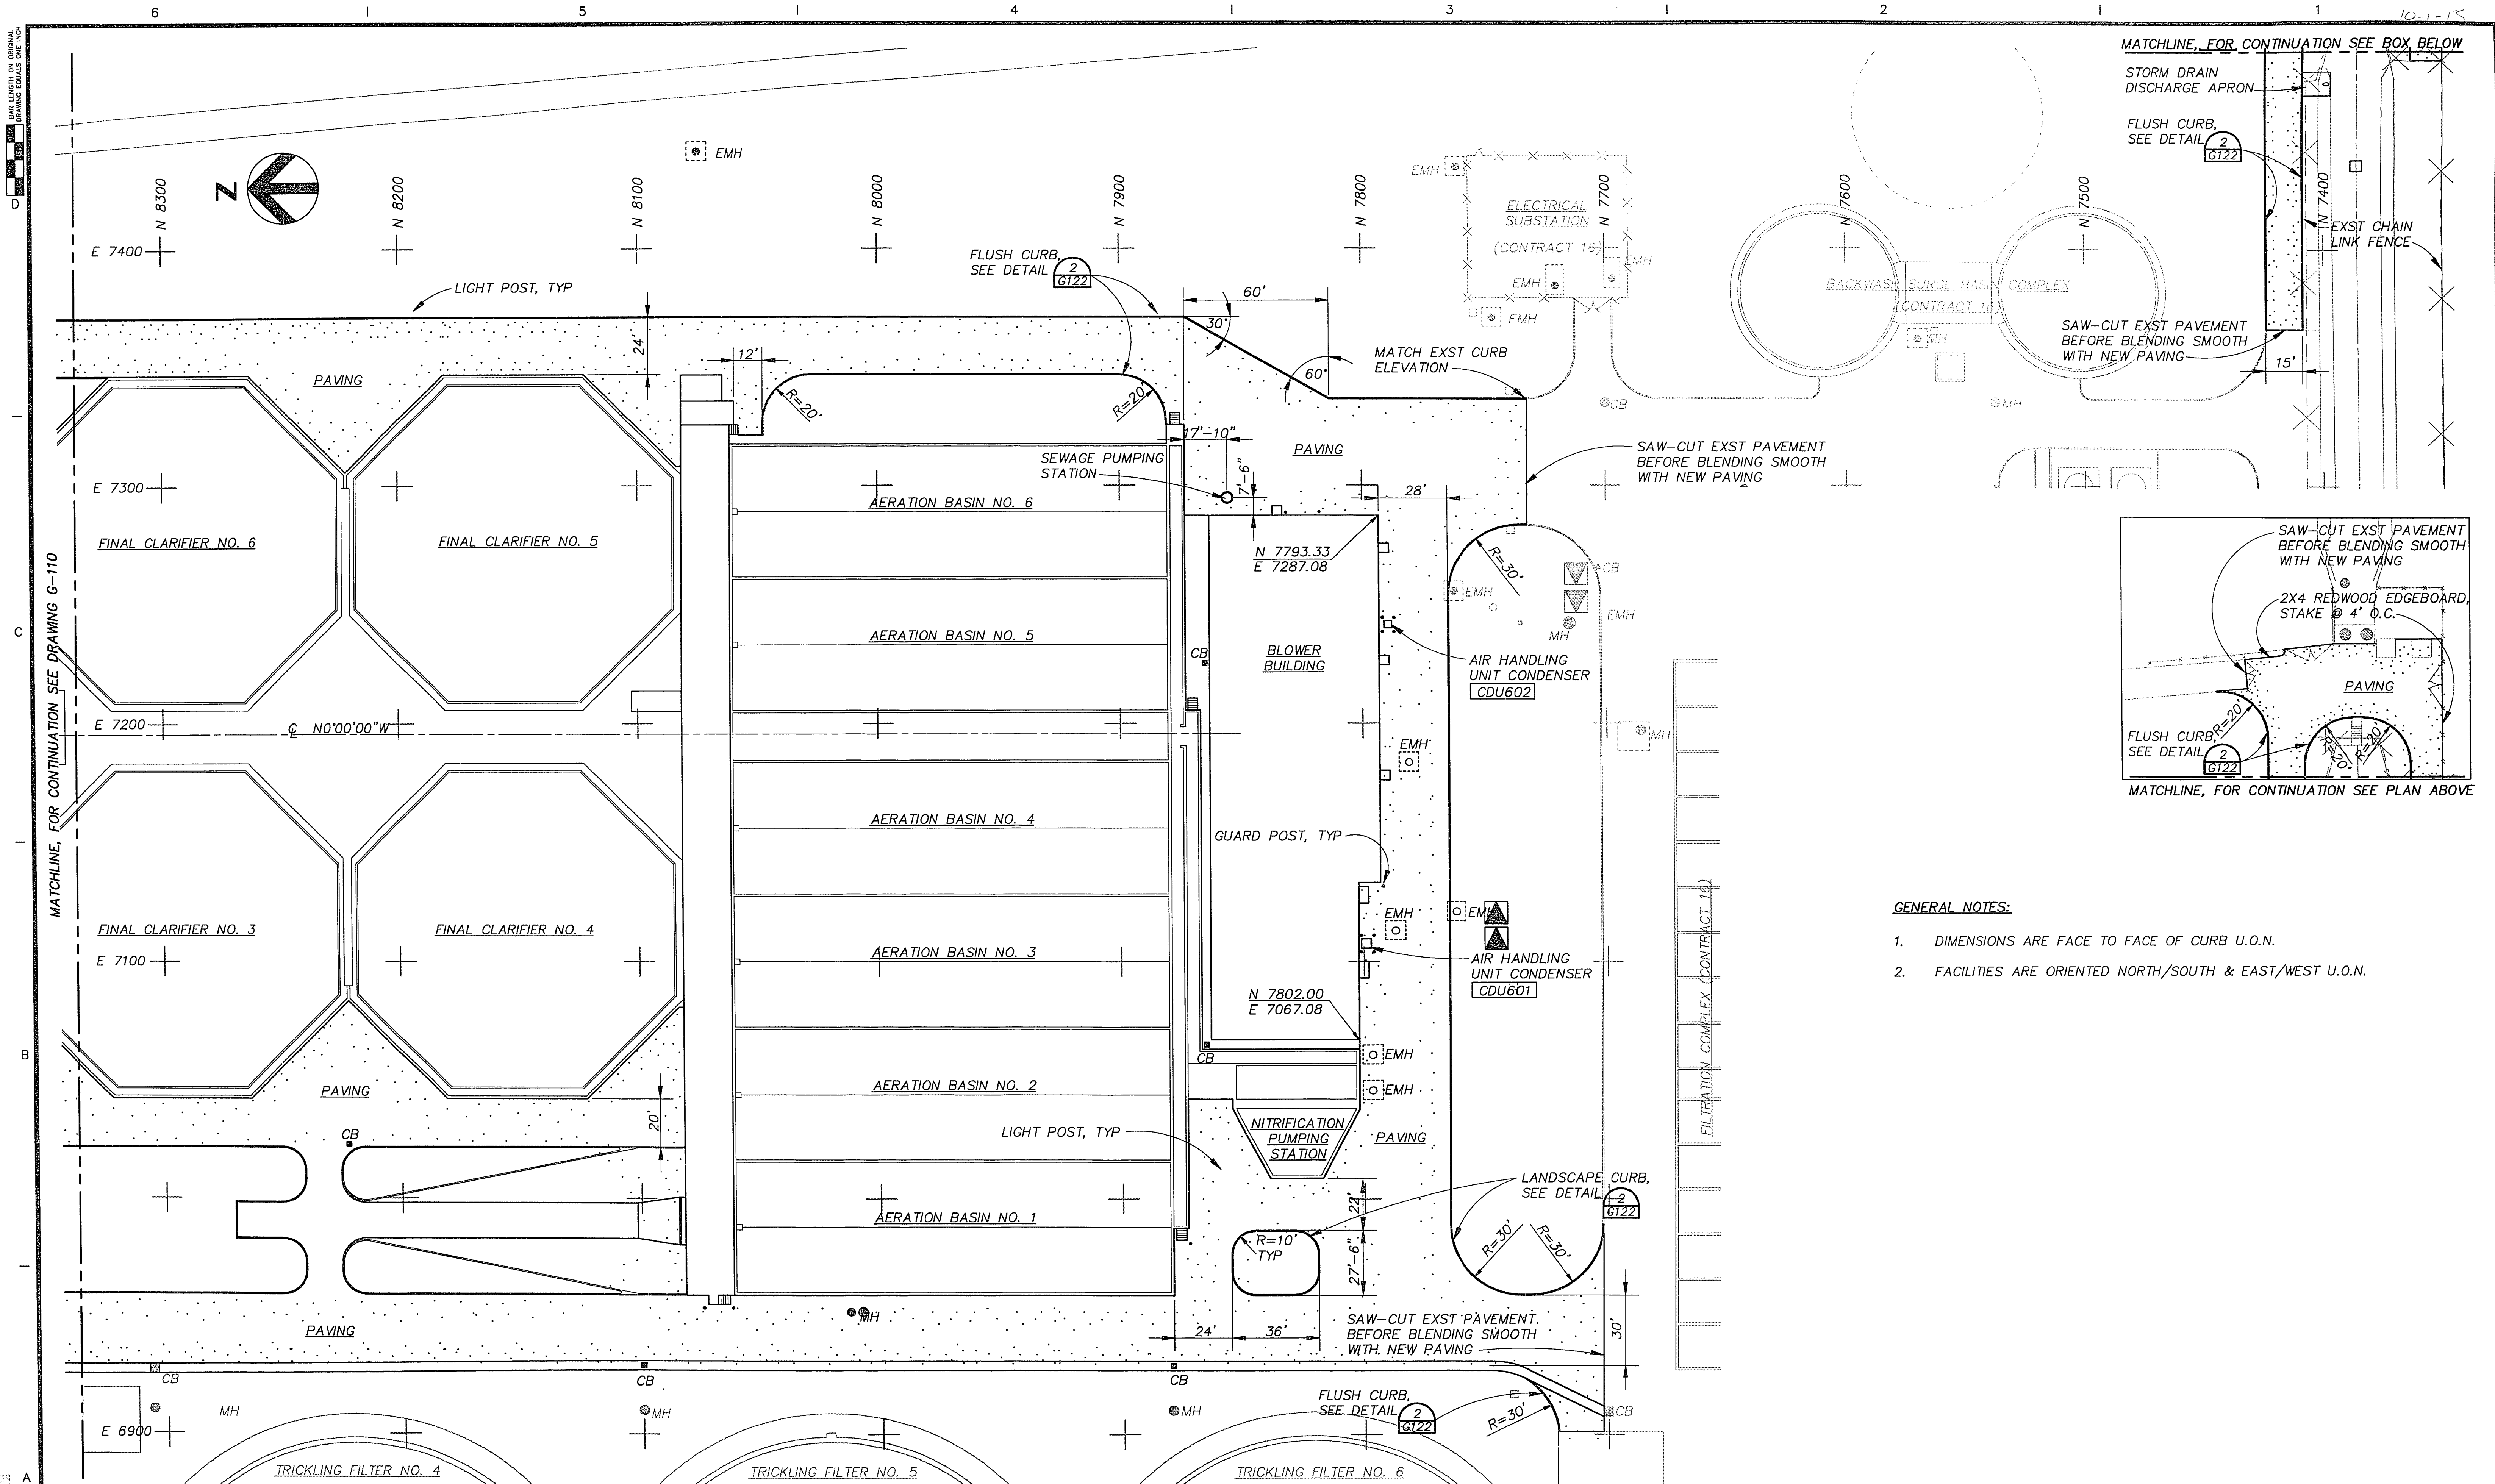 6
5
4
3
2
1
10-1-15
BAR LENGTH ON ORIGINAL
DRAWING EQUALS ONE INCH
D
C
B
A
MATCHLINE, FOR CONTINUATION SEE BOX BELOW
STORM DRAIN
DISCHARGE APRON
FLUSH CURB,
SEE DETAIL
2
G122
N 7400
EXST CHAIN
LINK FENCE
SAW-CUT EXST PAVEMENT
BEFORE BLENDING SMOOTH
WITH NEW PAVING
15'
Z
EMH
N 8300
N 8200
N 8100
N 8000
N 7900
N 7800
N 7700
N 7600
N 7500
E 7400
LIGHT POST, TYP
FLUSH CURB,
SEE DETAIL
2
G122
EMH
ELECTRICAL
SUBSTATION
(CONTRACT 16)
EMH
EMH
EMH
BACKWASH SURGE BASIN COMPLEX
(CONTRACT 16)
MH
CB
MH
60'
30°
60°
MATCH EXST CURB
ELEVATION
24'
12'
PAVING
R=20'
R=20'
17'-10"
7'-6"
SEWAGE PUMPING
STATION
PAVING
SAW-CUT EXST PAVEMENT
BEFORE BLENDING SMOOTH
WITH NEW PAVING
28'
E 7300
FINAL CLARIFIER NO. 6
FINAL CLARIFIER NO. 5
AERATION BASIN NO. 6
N 7793.33
E 7287.08
R=30'
CB
EMH
EMH
MH
AERATION BASIN NO. 5
BLOWER
BUILDING
CB
AIR HANDLING
UNIT CONDENSER
CDU602
MATCHLINE, FOR CONTINUATION SEE DRAWING G-110
E 7200
℄ N0°00'00"W
EMH
MH
AERATION BASIN NO. 4
GUARD POST, TYP
FINAL CLARIFIER NO. 3
FINAL CLARIFIER NO. 4
E 7100
AERATION BASIN NO. 3
EMH
EMH
AIR HANDLING
UNIT CONDENSER
CDU601
N 7802.00
E 7067.08
FILTRATION COMPLEX (CONTRACT 16)
CB
EMH
EMH
PAVING
20'
CB
AERATION BASIN NO. 2
LIGHT POST, TYP
NITRIFICATION
PUMPING
STATION
PAVING
LANDSCAPE CURB,
SEE DETAIL
2
G122
AERATION BASIN NO. 1
22'
R=10'
TYP
27'-6"
R=30'
R=30'
MH
PAVING
24'
36'
SAW-CUT EXST PAVEMENT
BEFORE BLENDING SMOOTH
WITH NEW PAVING
30'
CB
CB
CB
MH
MH
MH
FLUSH CURB,
SEE DETAIL
2
G122
R=30'
CB
E 6900
TRICKLING FILTER NO. 4
TRICKLING FILTER NO. 5
TRICKLING FILTER NO. 6
SAW-CUT EXST PAVEMENT
BEFORE BLENDING SMOOTH
WITH NEW PAVING
2X4 REDWOOD EDGEBOARD,
STAKE @ 4' O.C.
PAVING
R=20'
R=20'
R=20'
FLUSH CURB,
SEE DETAIL
2
G122
MATCHLINE, FOR CONTINUATION SEE PLAN ABOVE
GENERAL NOTES:
1. DIMENSIONS ARE FACE TO FACE OF CURB U.O.N.
2. FACILITIES ARE ORIENTED NORTH/SOUTH & EAST/WEST U.O.N.